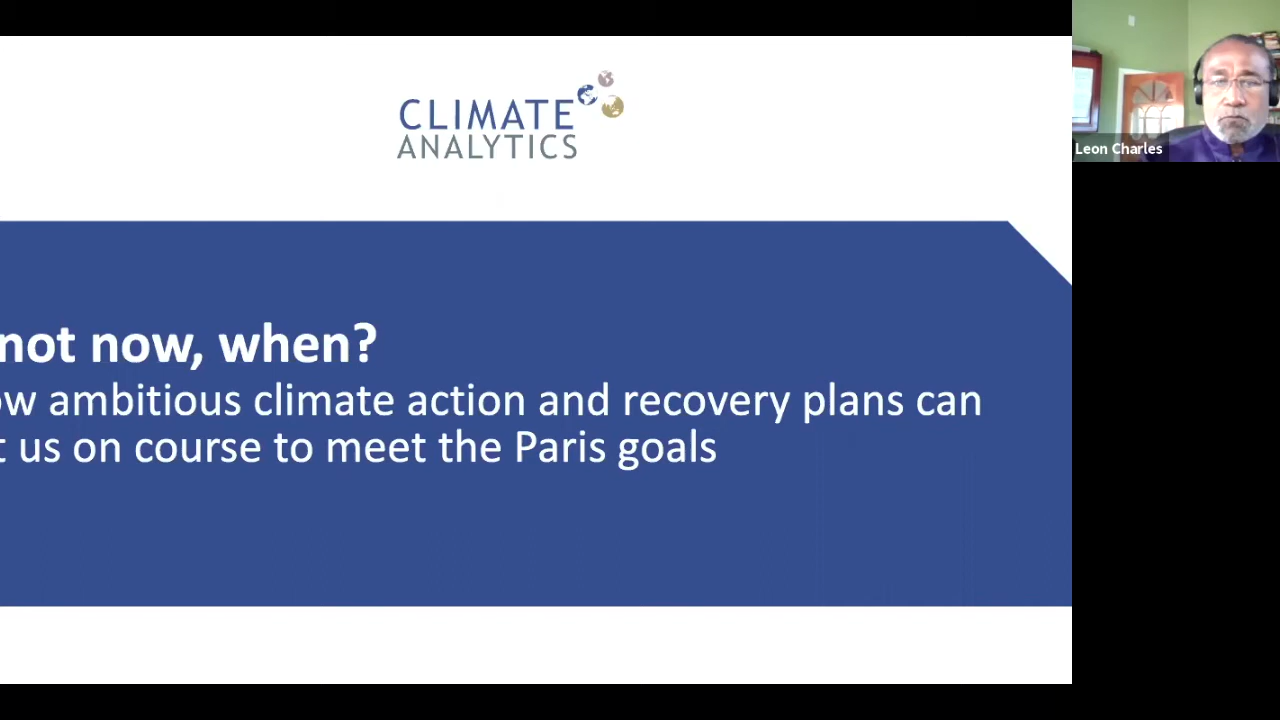 CLIMATE
ANALYTICS
Leon Charles
not now, when?
ow ambitious climate action and recovery plans can
t us on course to meet the Paris goals